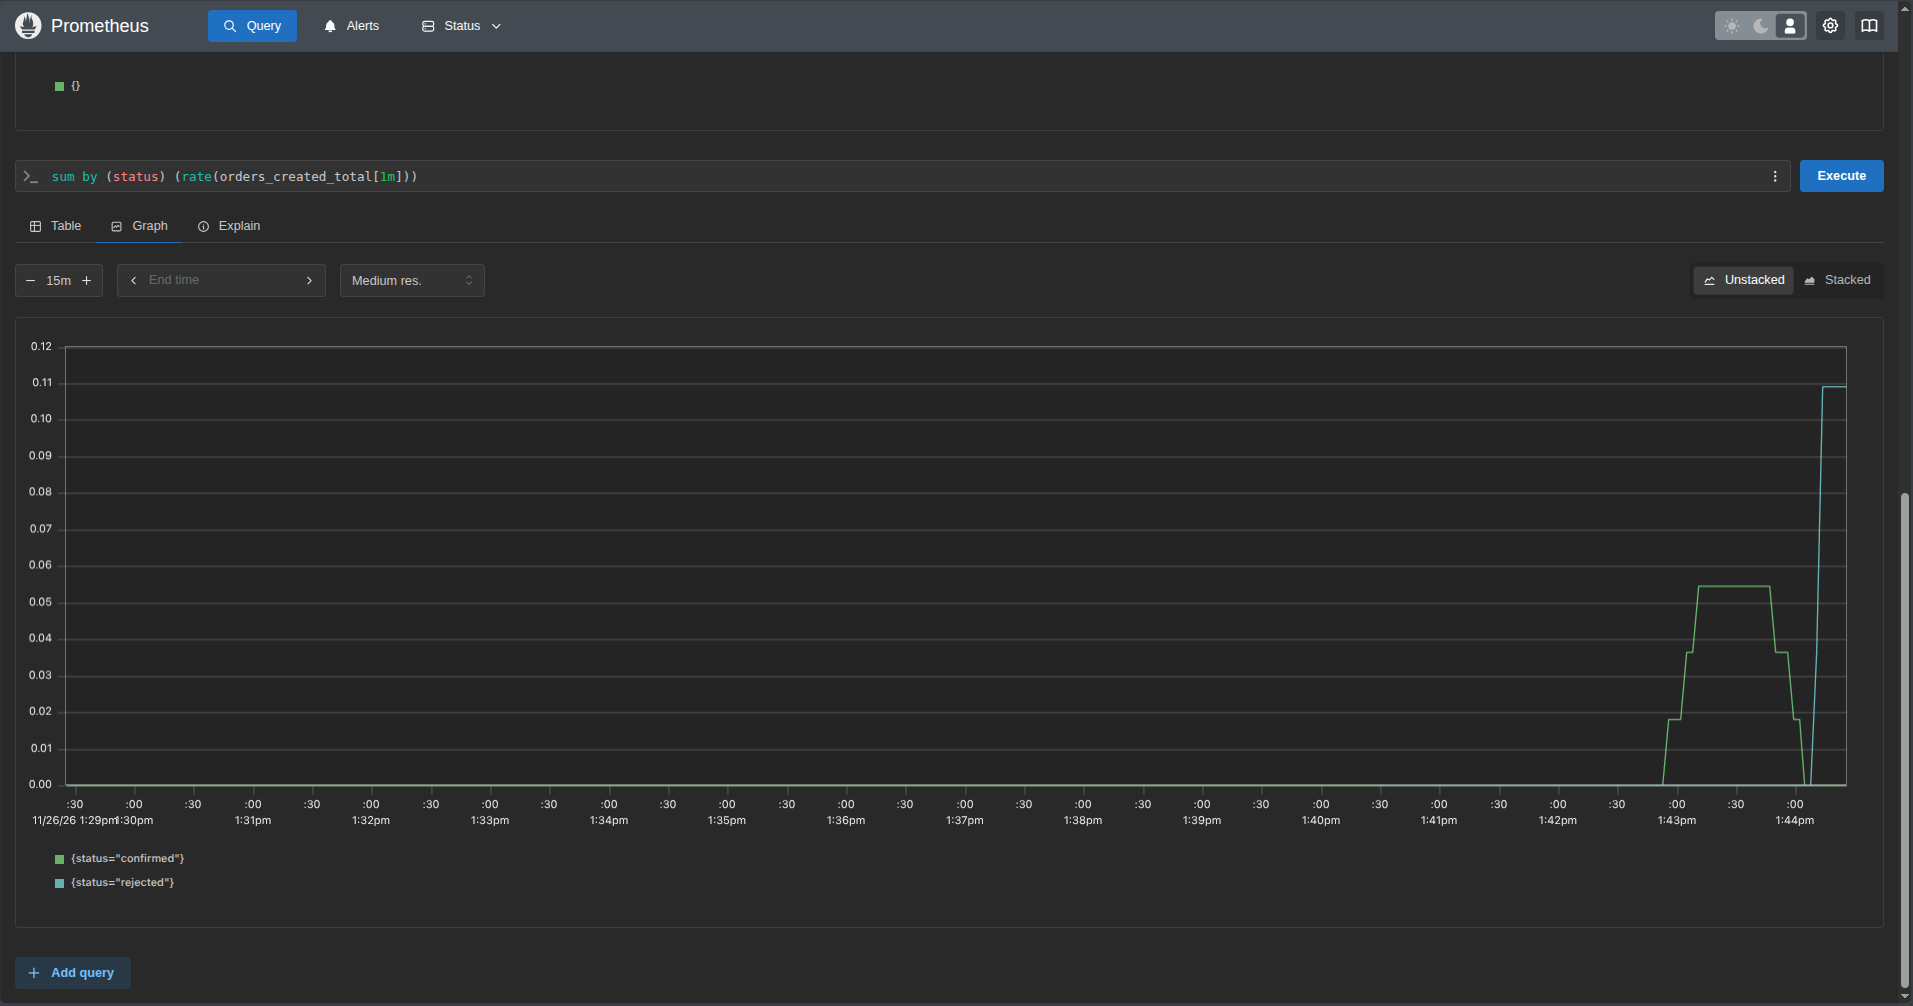 Prometheus Query Alerts Status
{}
sum by (status) (rate(orders_created_total[1m])) Execute
Table Graph Explain
15m End time Medium res. Unstacked Stacked
0.12
0.11
0.10
0.09
0.08
0.07
0.06
0.05
0.04
0.03
0.02
0.01
0.00
:30 :00 :30 :00 :30 :00 :30 :00 :30 :00 :30 :00 :30 :00 :30 :00 :30 :00 :30 :00 :30 :00 :30 :00 :30 :00 :30 :00 :30 :00
11/26/26 1:29pm 1:30pm 1:31pm 1:32pm 1:33pm 1:34pm 1:35pm 1:36pm 1:37pm 1:38pm 1:39pm 1:40pm 1:41pm 1:42pm 1:43pm 1:44pm
{status="confirmed"}
{status="rejected"}
Add query